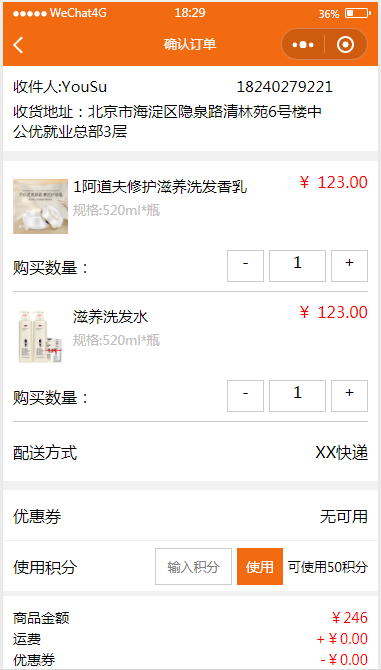 WeChat4G 18:29 36%
确认订单
收件人:YouSu 18240279221
收货地址：北京市海淀区隐泉路清林苑6号楼中
公优就业总部3层
1阿道夫修护滋养洗发香乳 ￥ 123.00
规格:520ml*瓶
购买数量： - 1 +
滋养洗发水 ￥ 123.00
规格:520ml*瓶
购买数量： - 1 +
配送方式 XX快递
优惠券 无可用
使用积分 输入积分 使用 可使用50积分
商品金额 ￥246
运费 +￥0.00
优惠券 -￥0.00